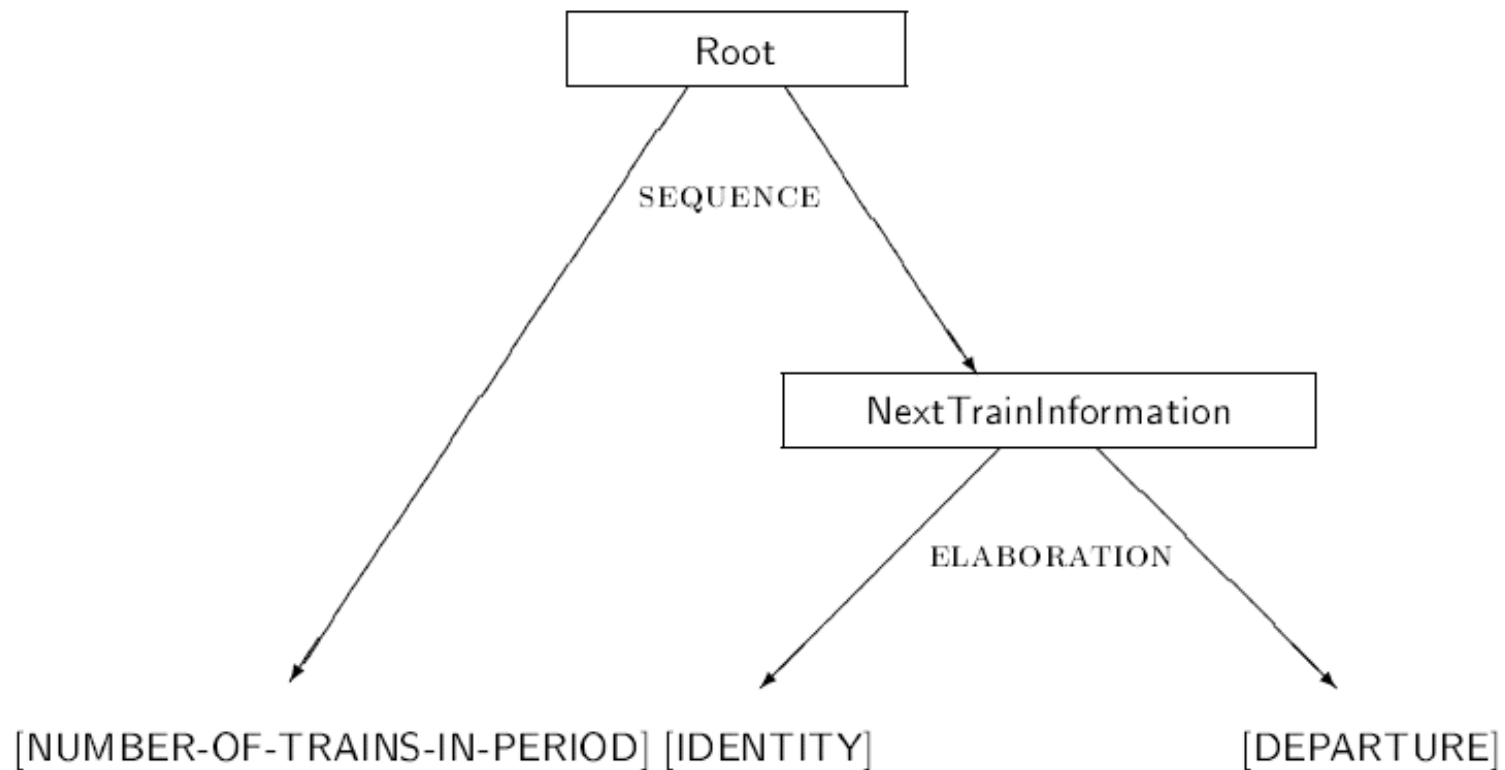 Root
SEQUENCE
NextTrainInformation
ELABORATION
[NUMBER-OF-TRAINS-IN-PERIOD] [IDENTITY] [DEPARTURE]